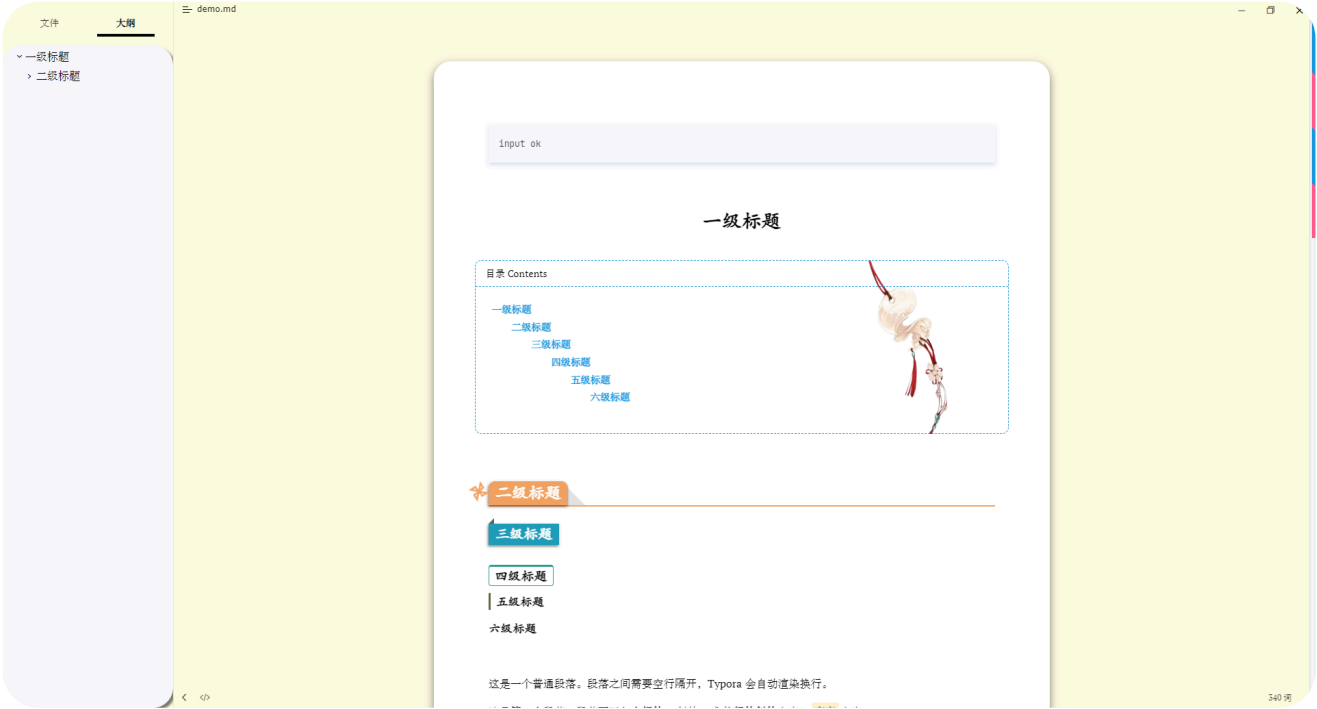 文件 大纲
demo.md
一级标题
二级标题
input ok
一级标题
目录 Contents
一级标题
二级标题
三级标题
四级标题
五级标题
六级标题
二级标题
三级标题
四级标题
五级标题
六级标题
这是一个普通段落。段落之间需要空行隔开，Typora 会自动渲染换行。
</> 340 词